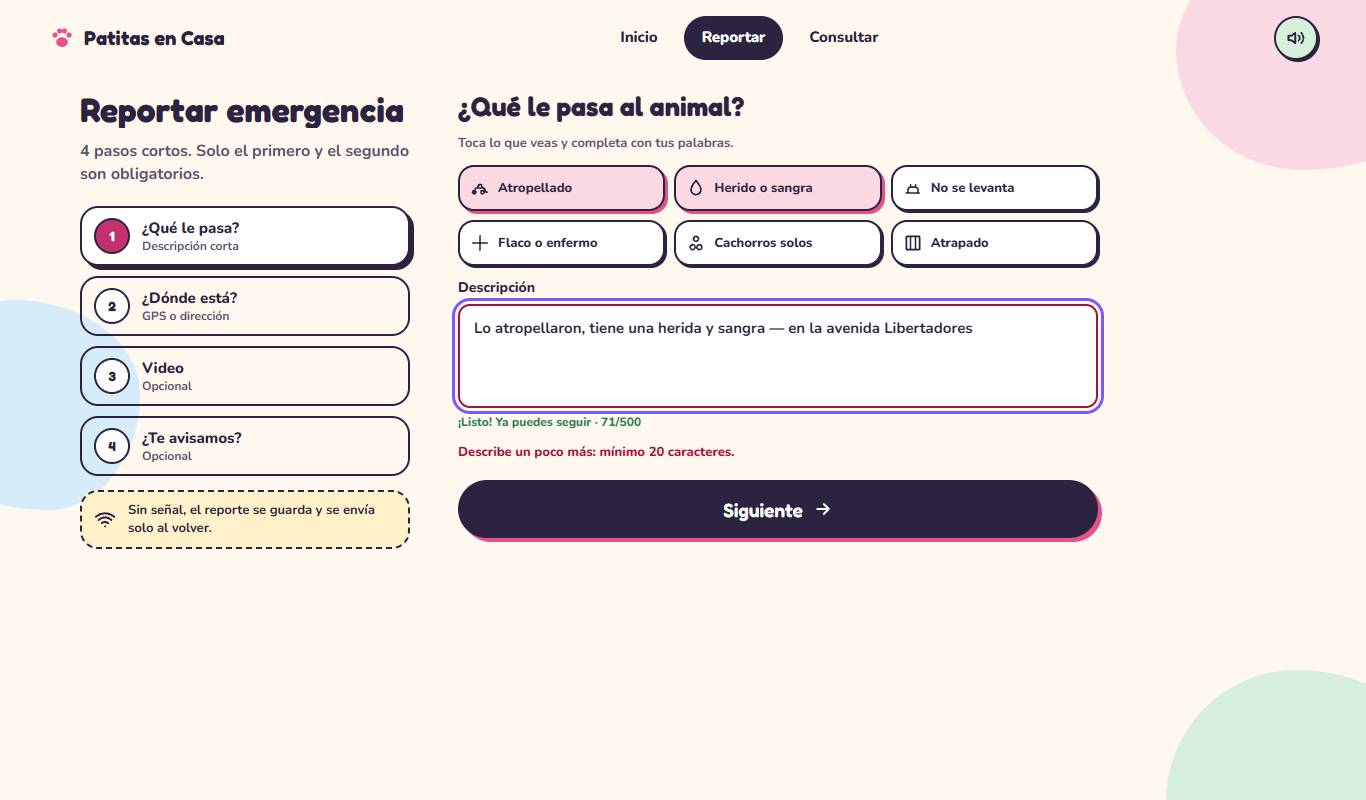 Patitas en Casa
Inicio
Reportar
Consultar
Reportar emergencia
4 pasos cortos. Solo el primero y el segundo
son obligatorios.
1
¿Qué le pasa?
Descripción corta
2
¿Dónde está?
GPS o dirección
3
Video
Opcional
4
¿Te avisamos?
Opcional
Sin señal, el reporte se guarda y se envía
solo al volver.
¿Qué le pasa al animal?
Toca lo que veas y completa con tus palabras.
Atropellado
Herido o sangra
No se levanta
Flaco o enfermo
Cachorros solos
Atrapado
Descripción
Lo atropellaron, tiene una herida y sangra — en la avenida Libertadores
¡Listo! Ya puedes seguir · 71/500
Describe un poco más: mínimo 20 caracteres.
Siguiente →